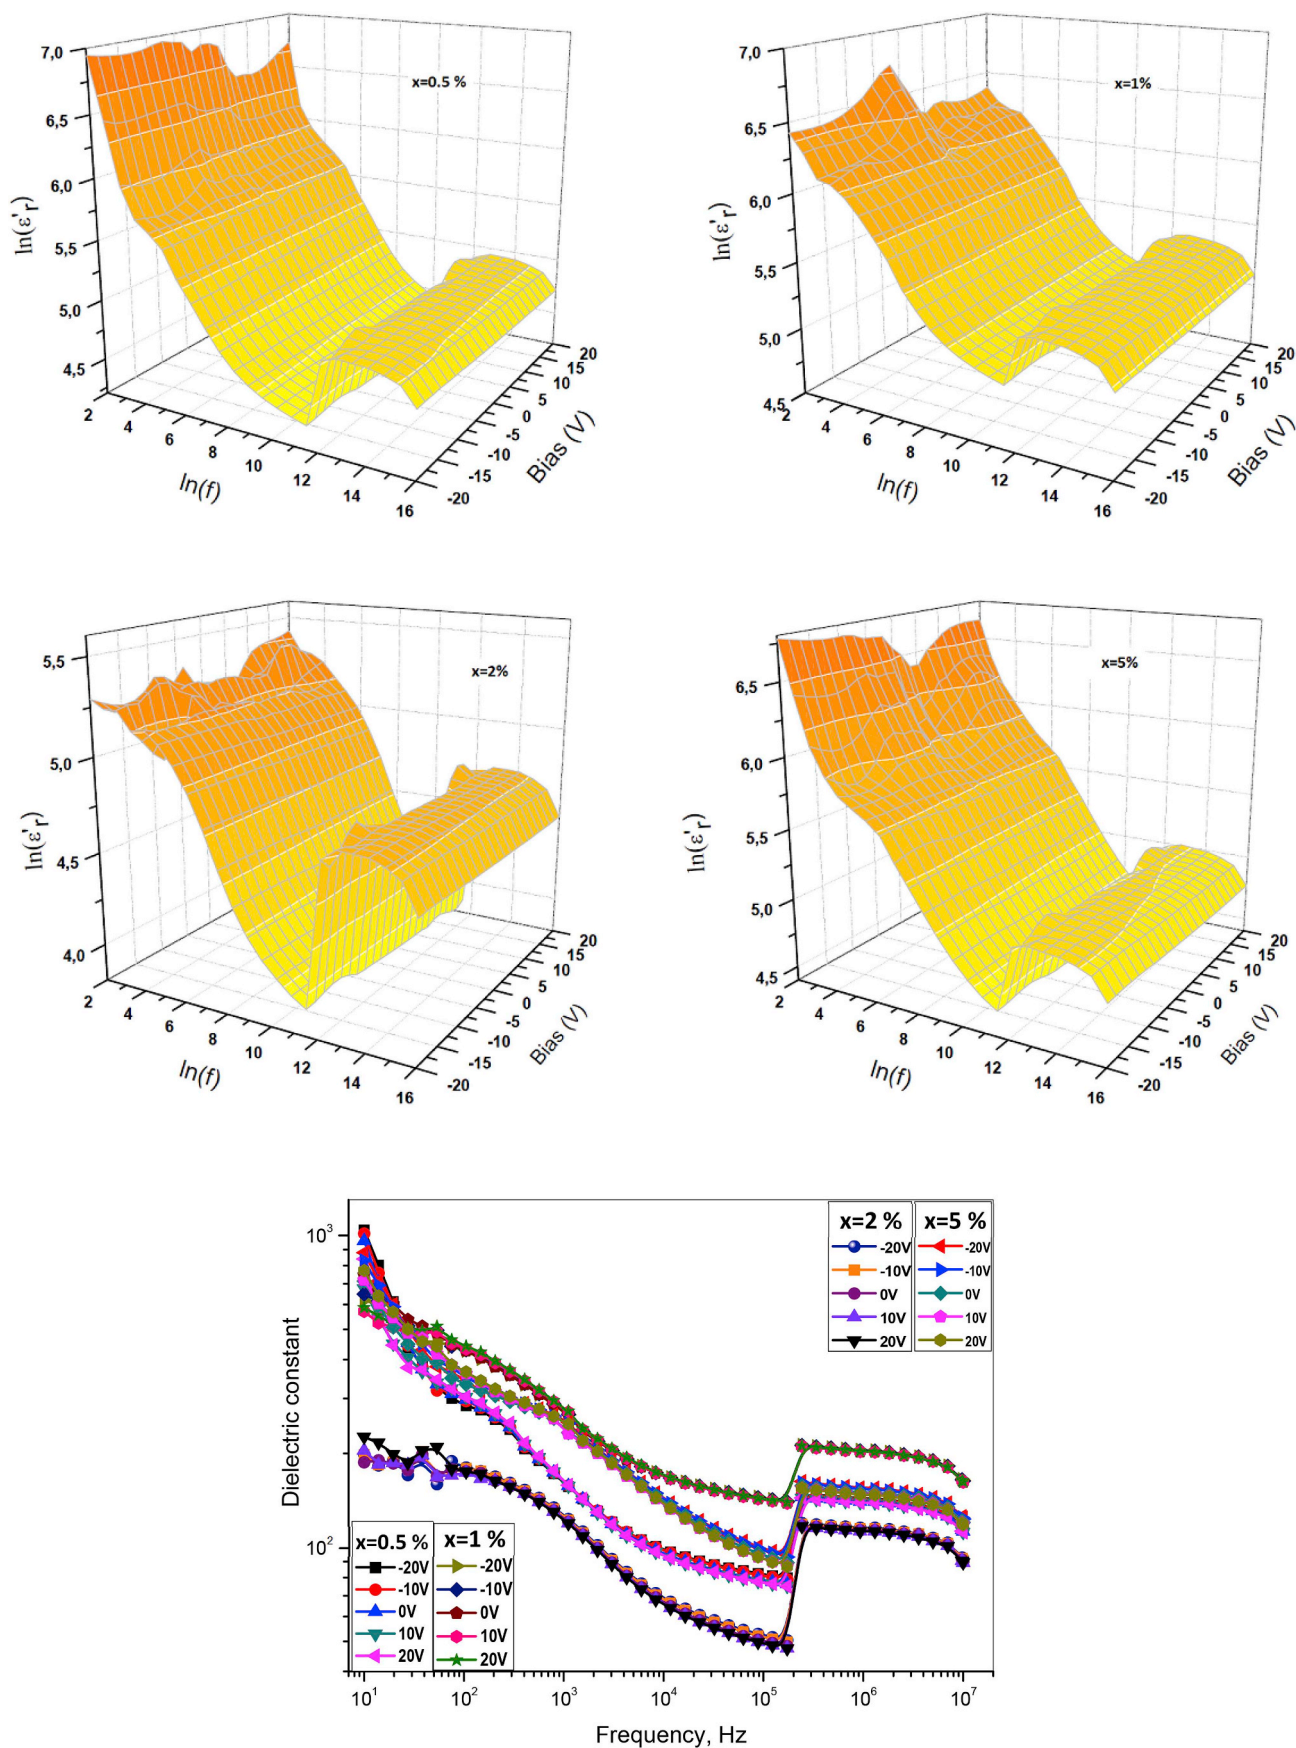 7,0
6,5
6,0
5,5
5,0
4,5
ln(ε'r)
x=0.5 %
2
4
6
8
10
12
14
16
ln(f)
20
15
10
5
0
-5
-10
-15
-20
Bias (V)
7,0
6,5
6,0
5,5
5,0
4,5
ln(ε'r)
x=1%
2
4
6
8
10
12
14
16
ln(f)
20
15
10
5
0
-5
-10
-15
-20
Bias (V)
5,5
5,0
4,5
4,0
ln(ε'r)
x=2%
2
4
6
8
10
12
14
16
ln(f)
20
15
10
5
0
-5
-10
-15
-20
Bias (V)
6,5
6,0
5,5
5,0
4,5
ln(ε'r)
x=5%
2
4
6
8
10
12
14
16
ln(f)
20
15
10
5
0
-5
-10
-15
-20
Bias (V)
10³
10²
Dielectric constant
x=2 % x=5 %
-20V -20V
-10V -10V
0V 0V
10V 10V
20V 20V
x=0.5 % x=1 %
-20V -20V
-10V -10V
0V 0V
10V 10V
20V 20V
10¹ 10² 10³ 10⁴ 10⁵ 10⁶ 10⁷
Frequency, Hz